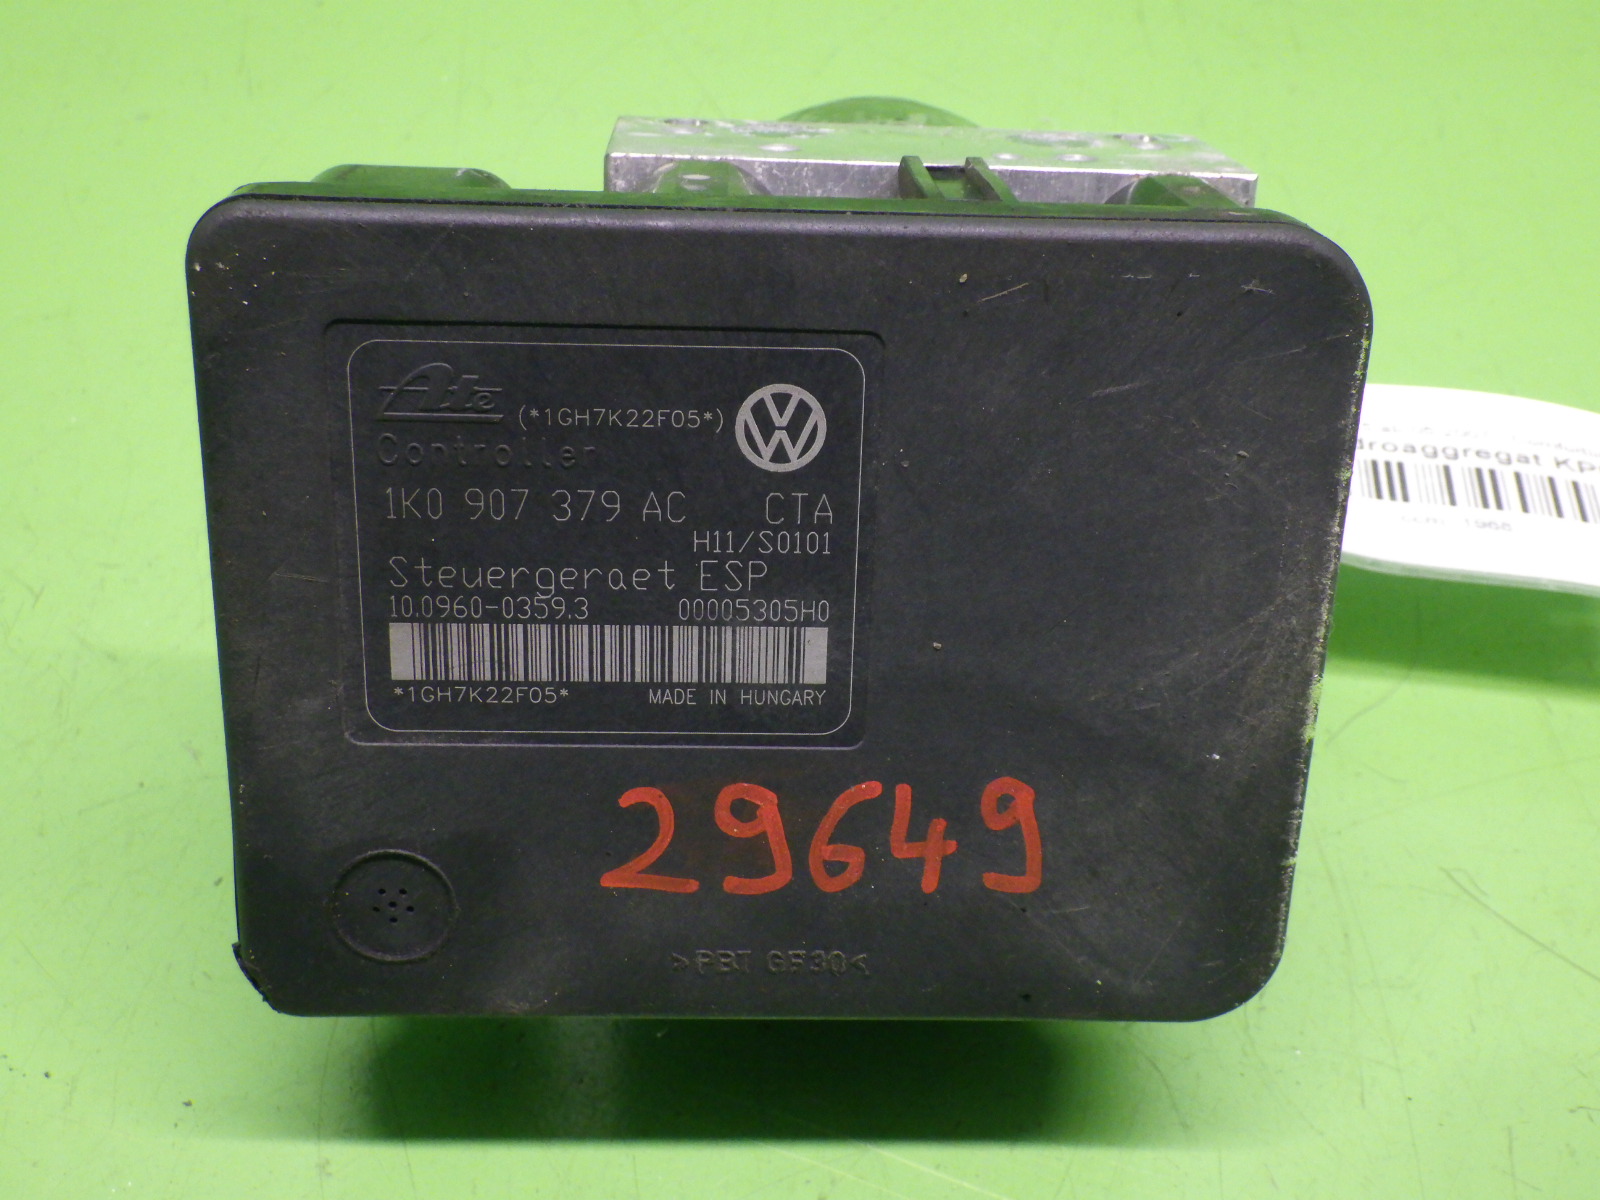 Ate (*1GH7K22F05*)
Controller
1K0 907 379 AC CTA
H11/S0101
Steuergeraet ESP
10.0960-0359.3 00005305H0
*1GH7K22F05* MADE IN HUNGARY
29649
>PBT GF30<
droaggregat
1968